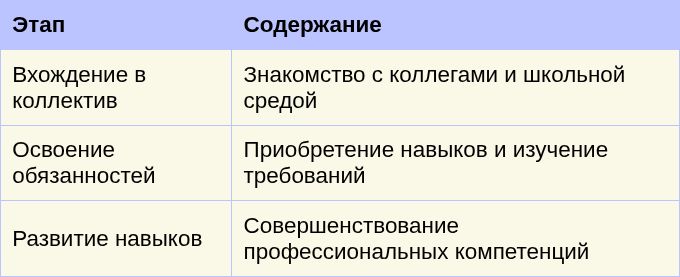 Этап Содержание
Вхождение в Знакомство с коллегами и школьной
коллектив средой
Освоение Приобретение навыков и изучение
обязанностей требований
Развитие навыков Совершенствование
профессиональных компетенций